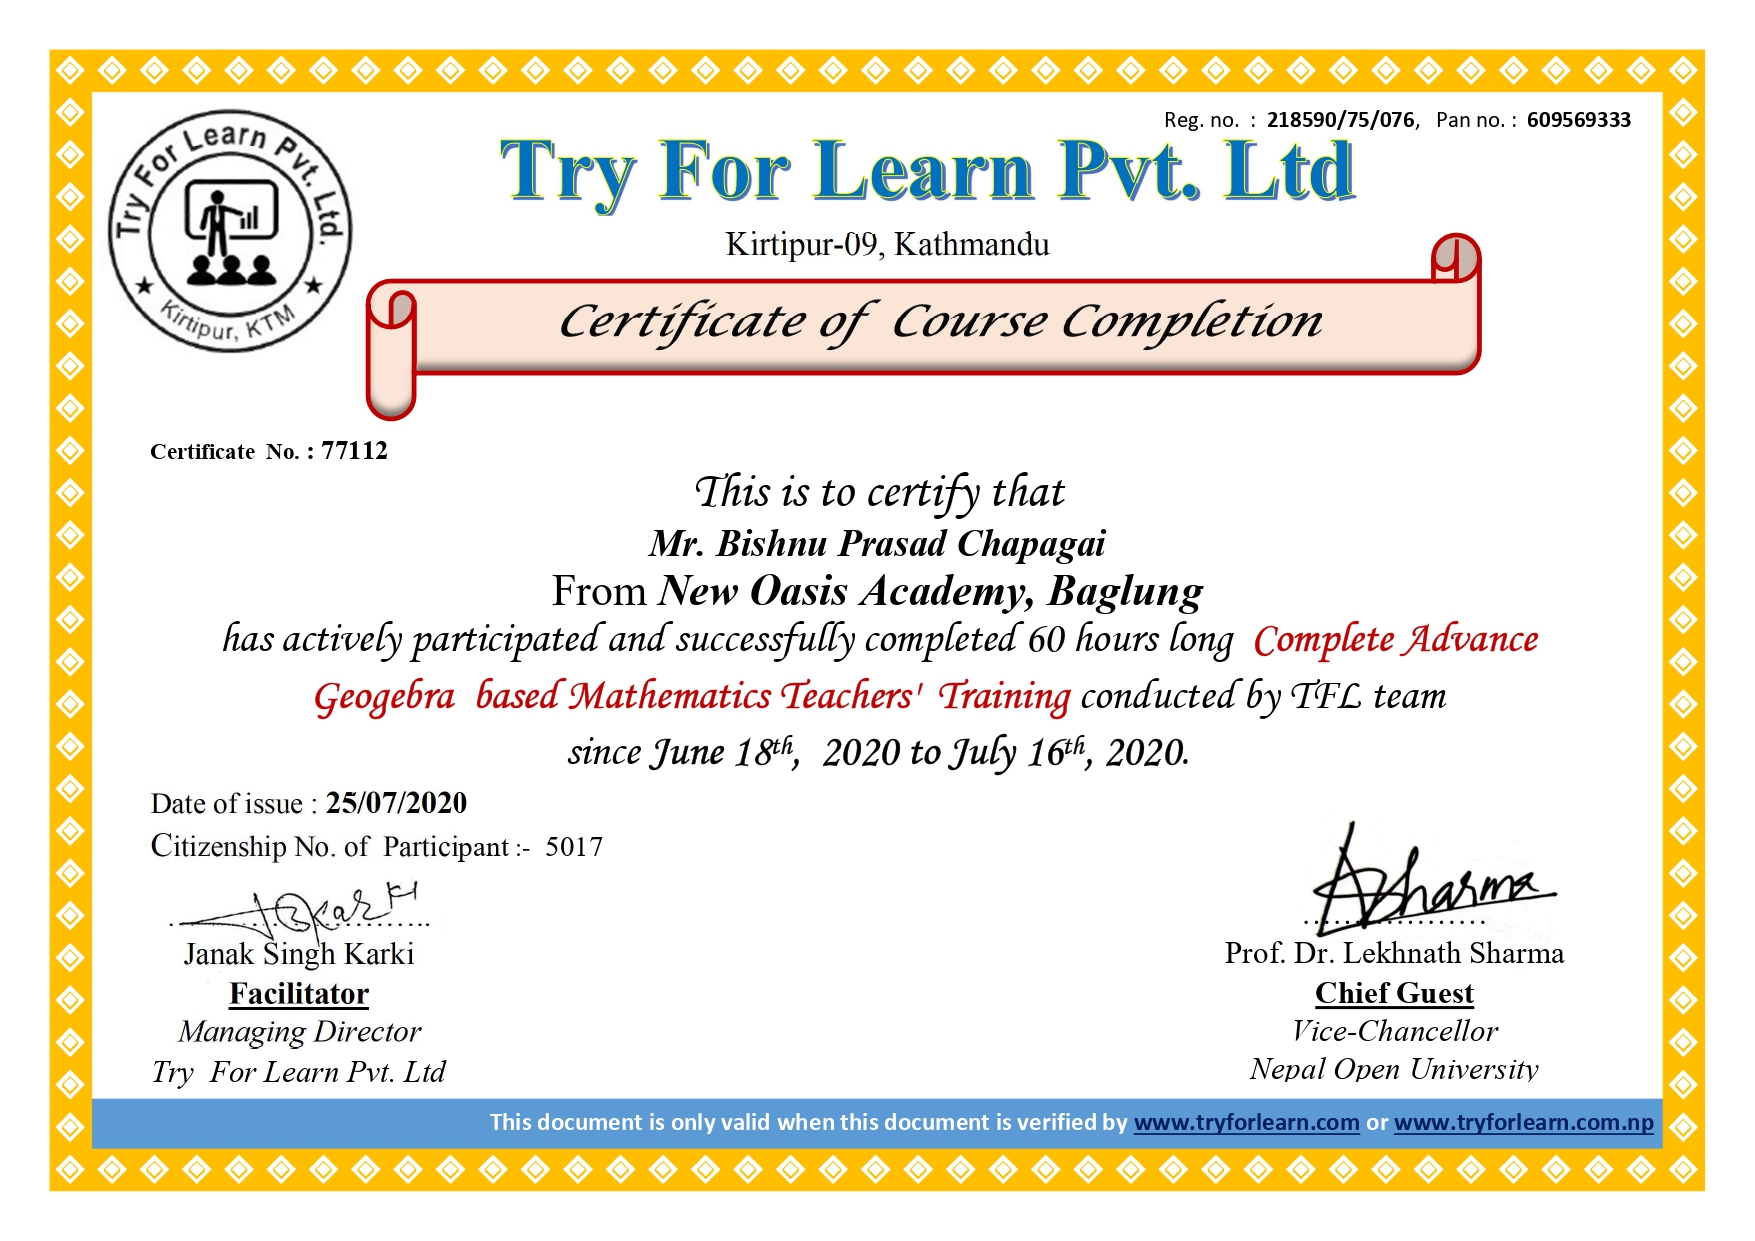 Reg. no. : 218590/75/076, Pan no. : 609569333
Try For Learn Pvt. Ltd.
Kirtipur, KTM
Try For Learn Pvt. Ltd
Kirtipur-09, Kathmandu
Certificate of Course Completion
Certificate No. : 77112
This is to certify that
Mr. Bishnu Prasad Chapagai
From New Oasis Academy, Baglung
has actively participated and successfully completed 60 hours long Complete Advance
Geogebra based Mathematics Teachers' Training conducted by TFL team
since June 18th, 2020 to July 16th, 2020.
Date of issue : 25/07/2020
Citizenship No. of Participant :- 5017
Janak Singh Karki
Facilitator
Managing Director
Try For Learn Pvt. Ltd
Prof. Dr. Lekhnath Sharma
Chief Guest
Vice-Chancellor
Nepal Open University
This document is only valid when this document is verified by www.tryforlearn.com or www.tryforlearn.com.np